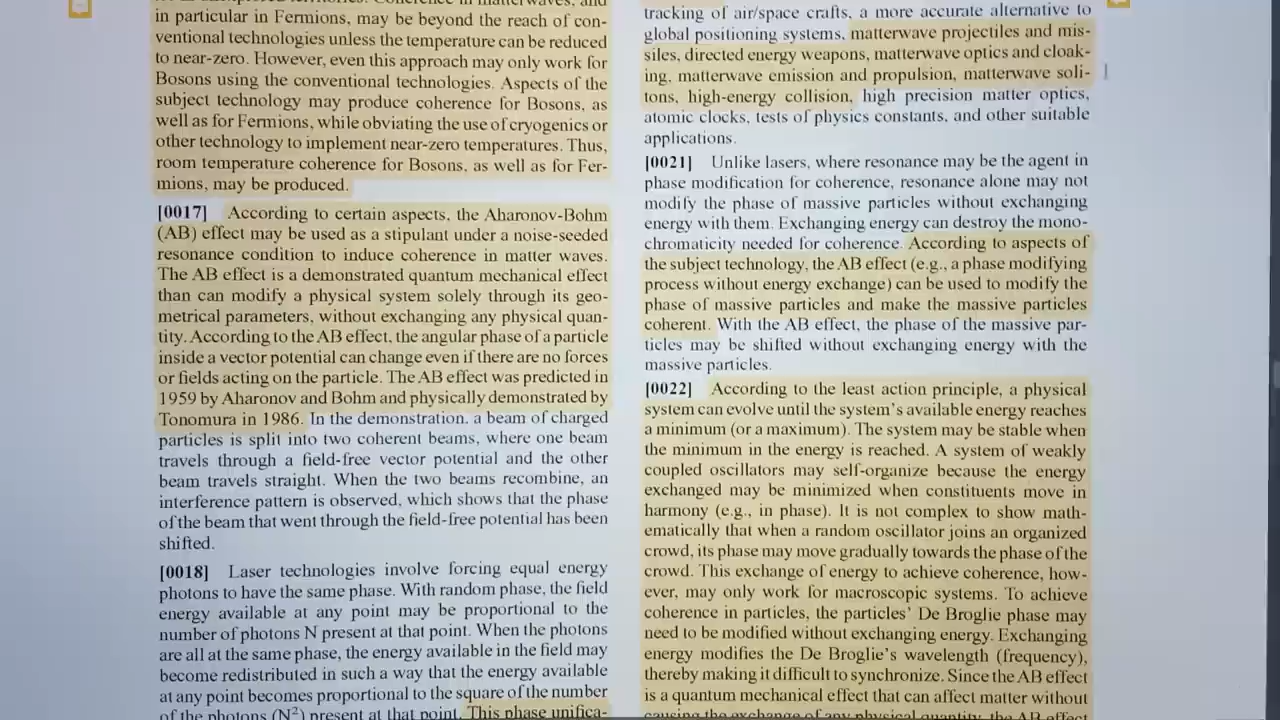 in particular in Fermions, may be beyond the reach of con-
ventional technologies unless the temperature can be reduced
to near-zero. However, even this approach may only work for
Bosons using the conventional technologies. Aspects of the
subject technology may produce coherence for Bosons, as
well as for Fermions, while obviating the use of cryogenics or
other technology to implement near-zero temperatures. Thus,
room temperature coherence for Bosons, as well as for Fer-
mions, may be produced.
[0017] According to certain aspects, the Aharonov-Bohm
(AB) effect may be used as a stipulant under a noise-seeded
resonance condition to induce coherence in matter waves.
The AB effect is a demonstrated quantum mechanical effect
than can modify a physical system solely through its geo-
metrical parameters, without exchanging any physical quan-
tity. According to the AB effect, the angular phase of a particle
inside a vector potential can change even if there are no forces
or fields acting on the particle. The AB effect was predicted in
1959 by Aharonov and Bohm and physically demonstrated by
Tonomura in 1986. In the demonstration, a beam of charged
particles is split into two coherent beams, where one beam
travels through a field-free vector potential and the other
beam travels straight. When the two beams recombine, an
interference pattern is observed, which shows that the phase
of the beam that went through the field-free potential has been
shifted.
[0018] Laser technologies involve forcing equal energy
photons to have the same phase. With random phase, the field
energy available at any point may be proportional to the
number of photons N present at that point. When the photons
are all at the same phase, the energy available in the field may
become redistributed in such a way that the energy available
at any point becomes proportional to the square of the number
of the photons (N²) present at that point. This phase unifica-
tracking of air/space crafts, a more accurate alternative to
global positioning systems, matterwave projectiles and mis-
siles, directed energy weapons, matterwave optics and cloak-
ing, matterwave emission and propulsion, matterwave soli-
tons, high-energy collision, high precision matter optics,
atomic clocks, tests of physics constants, and other suitable
applications.
[0021] Unlike lasers, where resonance may be the agent in
phase modification for coherence, resonance alone may not
modify the phase of massive particles without exchanging
energy with them. Exchanging energy can destroy the mono-
chromaticity needed for coherence. According to aspects of
the subject technology, the AB effect (e.g., a phase modifying
process without energy exchange) can be used to modify the
phase of massive particles and make the massive particles
coherent. With the AB effect, the phase of the massive par-
ticles may be shifted without exchanging energy with the
massive particles.
[0022] According to the least action principle, a physical
system can evolve until the system's available energy reaches
a minimum (or a maximum). The system may be stable when
the minimum in the energy is reached. A system of weakly
coupled oscillators may self-organize because the energy
exchanged may be minimized when constituents move in
harmony (e.g., in phase). It is not complex to show math-
ematically that when a random oscillator joins an organized
crowd, its phase may move gradually towards the phase of the
crowd. This exchange of energy to achieve coherence, how-
ever, may only work for macroscopic systems. To achieve
coherence in particles, the particles' De Broglie phase may
need to be modified without exchanging energy. Exchanging
energy modifies the De Broglie's wavelength (frequency),
thereby making it difficult to synchronize. Since the AB effect
is a quantum mechanical effect that can affect matter without
causing the exchange of any physical quantity, the AB effect